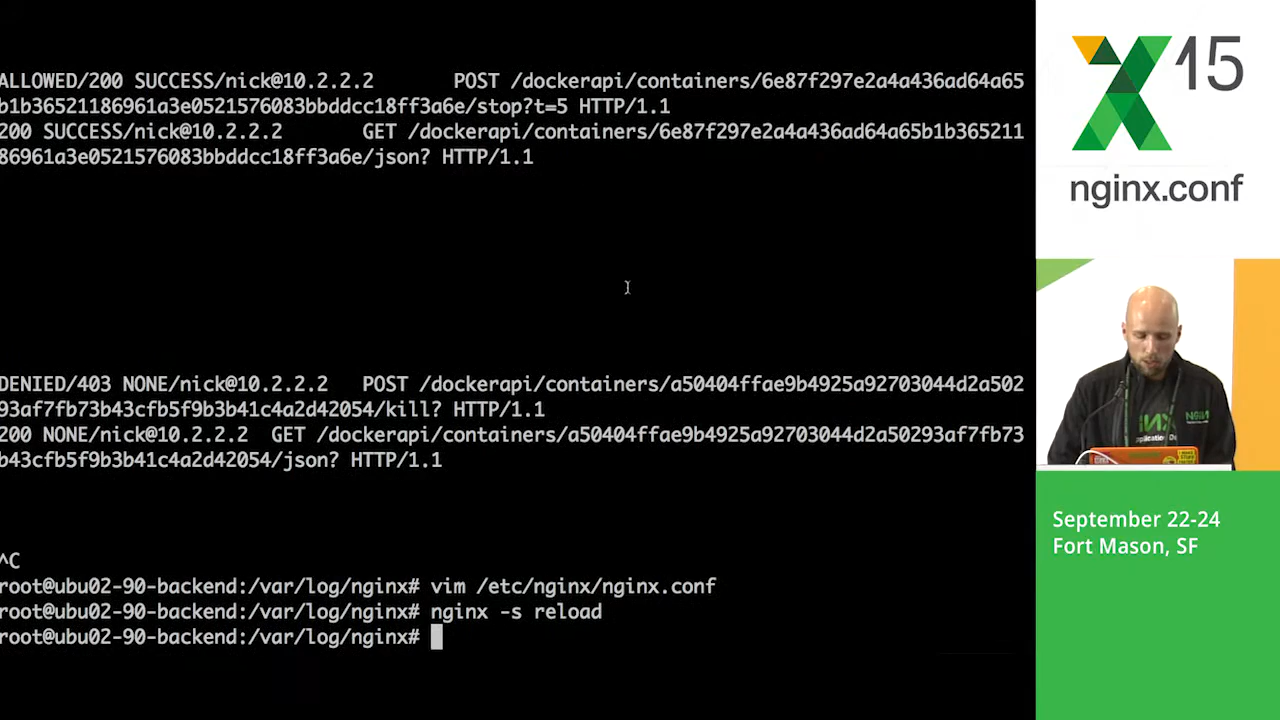 ALLOWED/200 SUCCESS/nick@10.2.2.2 POST /dockerapi/containers/6e87f297e2a4a436ad64a65
b1b36521186961a3e0521576083bbddcc18ff3a6e/stop?t=5 HTTP/1.1
200 SUCCESS/nick@10.2.2.2 GET /dockerapi/containers/6e87f297e2a4a436ad64a65b1b365211
86961a3e0521576083bbddcc18ff3a6e/json? HTTP/1.1
DENIED/403 NONE/nick@10.2.2.2 POST /dockerapi/containers/a50404ffae9b4925a92703044d2a502
93af7fb73b43cfb5f9b3b41c4a2d42054/kill? HTTP/1.1
200 NONE/nick@10.2.2.2 GET /dockerapi/containers/a50404ffae9b4925a92703044d2a50293af7fb73
b43cfb5f9b3b41c4a2d42054/json? HTTP/1.1
^C
root@ubu02-90-backend:/var/log/nginx# vim /etc/nginx/nginx.conf
root@ubu02-90-backend:/var/log/nginx# nginx -s reload
root@ubu02-90-backend:/var/log/nginx#
X 15
nginx.conf
September 22-24
Fort Mason, SF